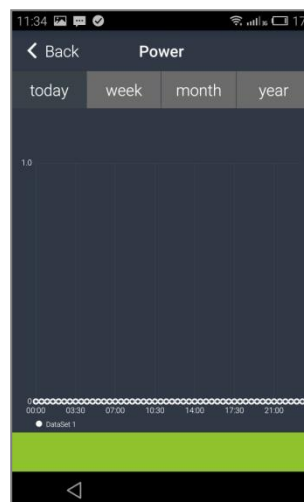 11:34 17
Back Power
today week month year
1.0
0
00:00 03:30 07:00 10:30 14:00 17:30 21:00
DataSet 1